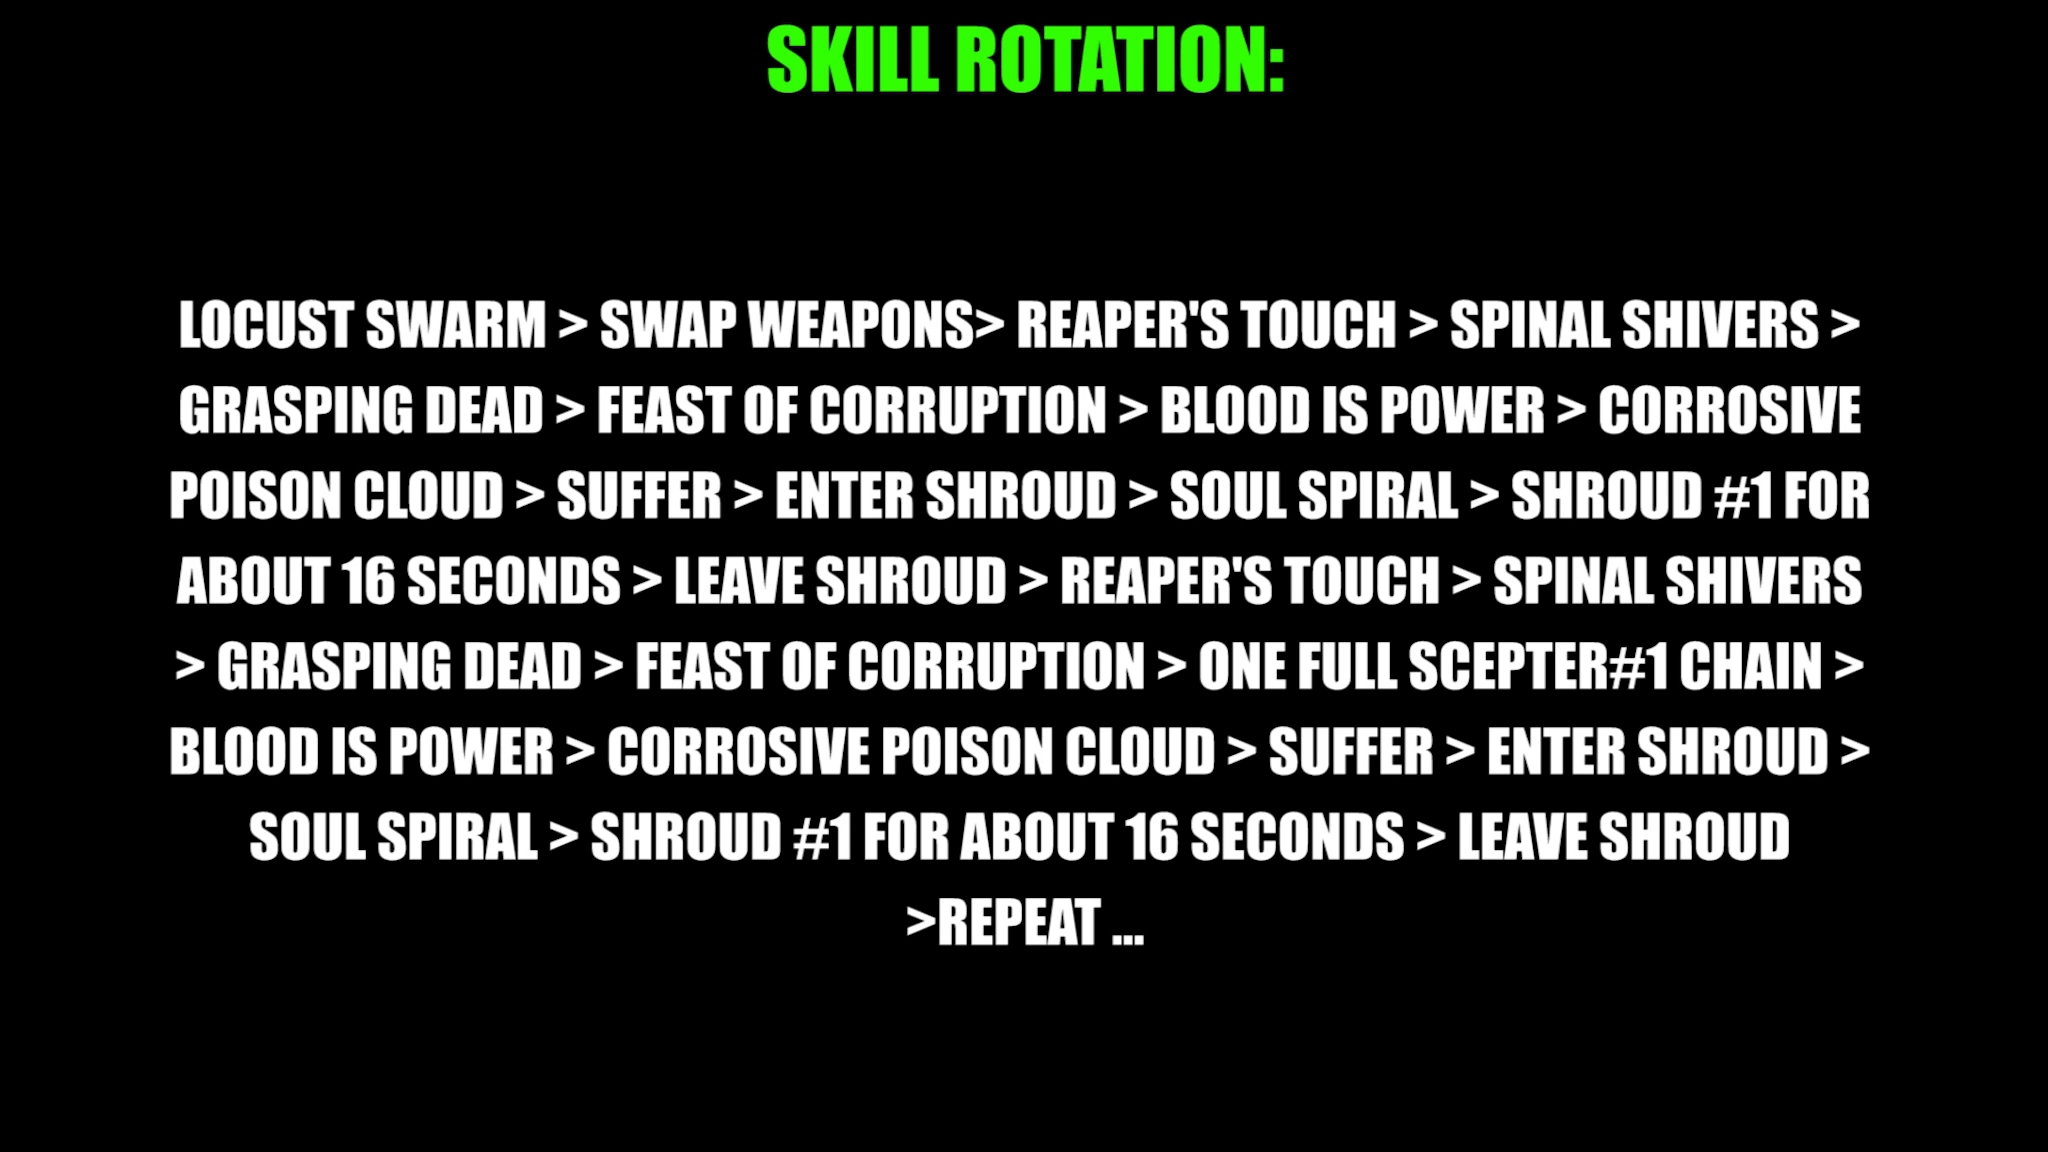 SKILL ROTATION:
LOCUST SWARM > SWAP WEAPONS> REAPER'S TOUCH > SPINAL SHIVERS >
GRASPING DEAD > FEAST OF CORRUPTION > BLOOD IS POWER > CORROSIVE
POISON CLOUD > SUFFER > ENTER SHROUD > SOUL SPIRAL > SHROUD #1 FOR
ABOUT 16 SECONDS > LEAVE SHROUD > REAPER'S TOUCH > SPINAL SHIVERS
> GRASPING DEAD > FEAST OF CORRUPTION > ONE FULL SCEPTER#1 CHAIN >
BLOOD IS POWER > CORROSIVE POISON CLOUD > SUFFER > ENTER SHROUD >
SOUL SPIRAL > SHROUD #1 FOR ABOUT 16 SECONDS > LEAVE SHROUD
>REPEAT ...